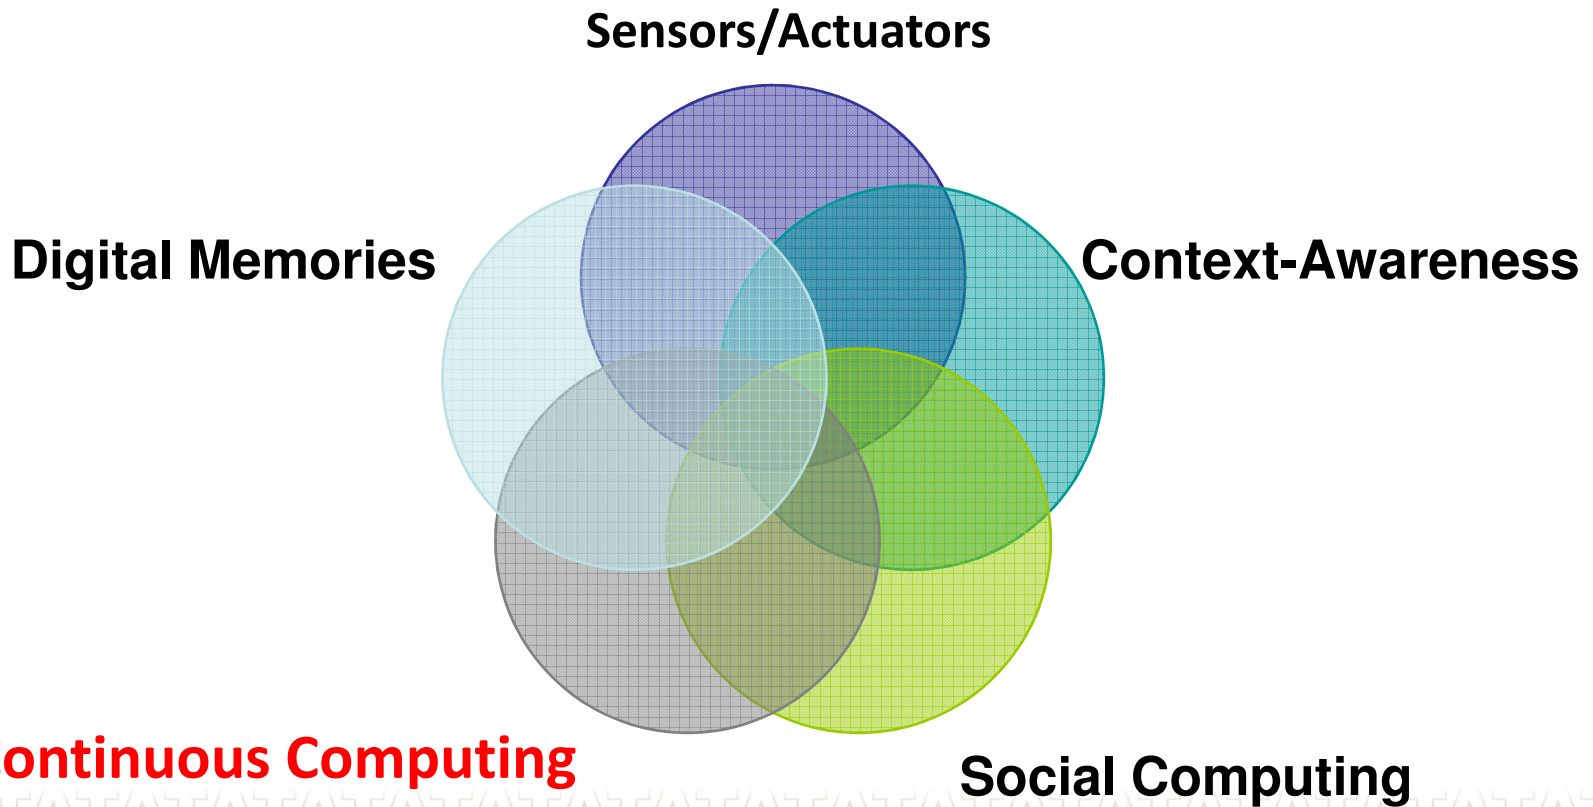 Sensors/Actuators
Digital Memories
Context-Awareness
ontinuous Computing
Social Computing